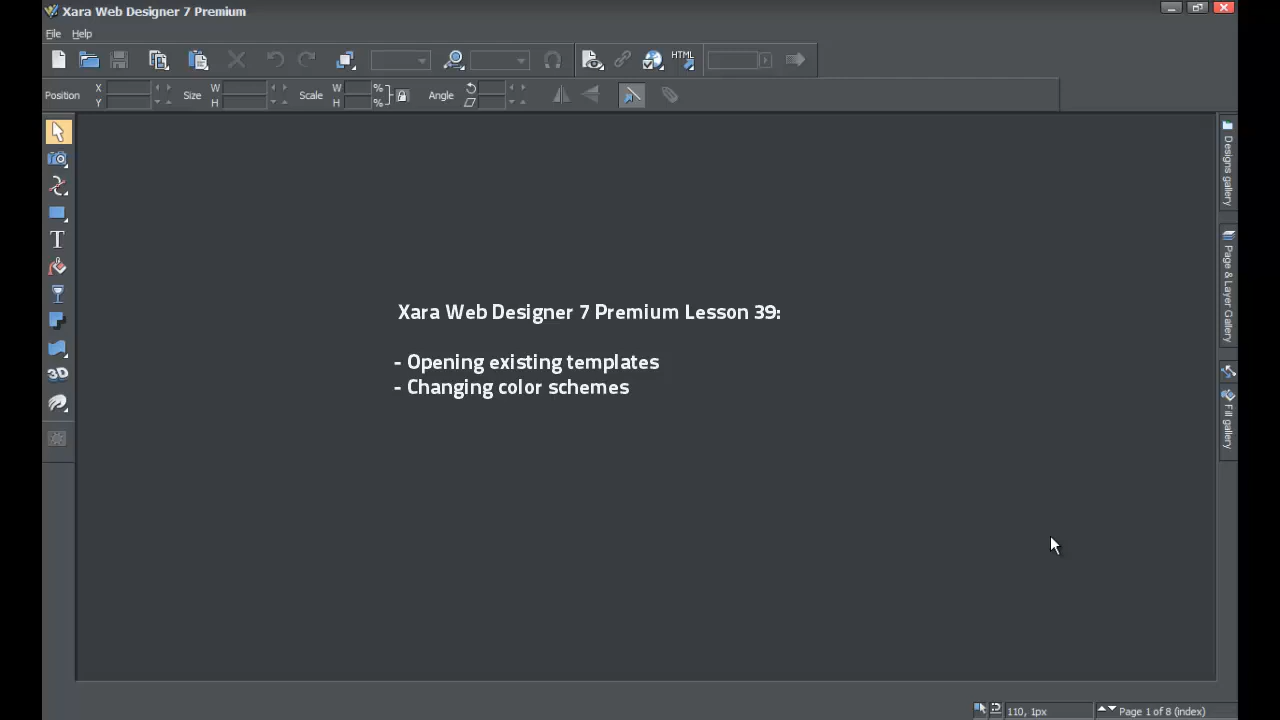 Xara Web Designer 7 Premium
File Help
HTML
Position X Y Size W H Scale W H % % Angle
T
3D
Designs gallery
Page & Layer Gallery
Fill gallery
Xara Web Designer 7 Premium Lesson 39:
- Opening existing templates
- Changing color schemes
110, 1px
Page 1 of 8 (index)